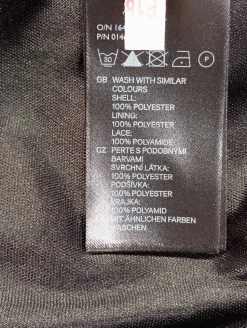 O/N 164
P/N 014
30
P
GB WASH WITH SIMILAR
COLOURS
SHELL:
100% POLYESTER
LINING:
100% POLYESTER
LACE:
100% POLYAMIDE
CZ PERTE S PODOBNÝMI
BARVAMI
SVRCHNÍ LÁTKA:
100% POLYESTER
PODŠÍVKA:
100% POLYESTER
KRAJKA:
100% POLYAMID
MIT ÄHNLICHEN FARBEN
WASCHEN